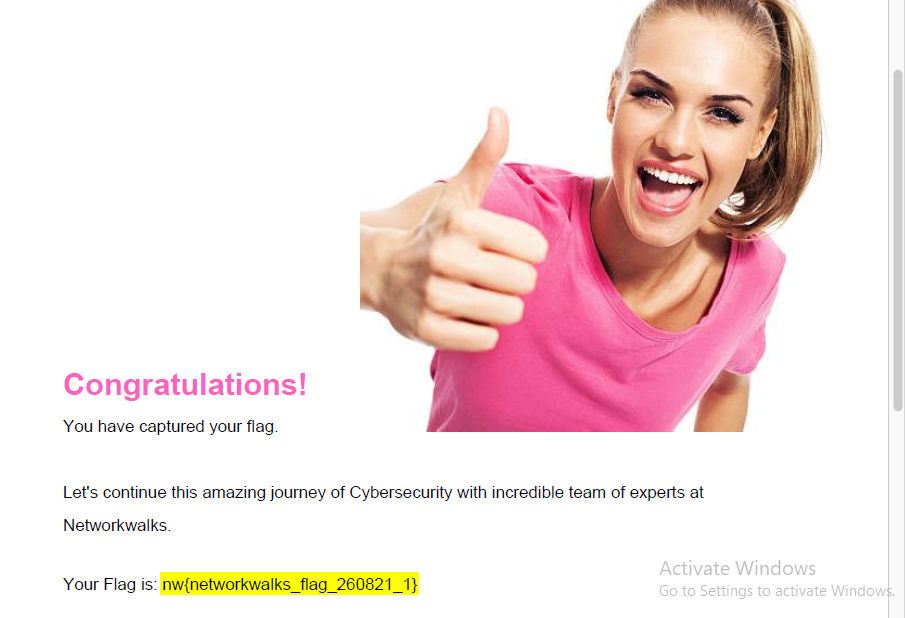 Congratulations!
You have captured your flag.
Let's continue this amazing journey of Cybersecurity with incredible team of experts at
Networkwalks.
Your Flag is: nw{networkwalks_flag_260821_1}
Activate Windows
Go to Settings to activate Windows.